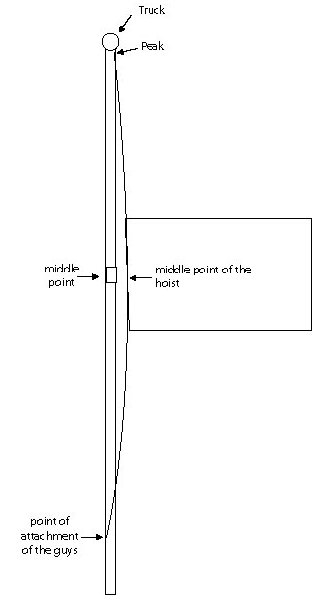 Truck
Peak
middle
point
middle point of the
hoist
point of
attachment
of the guys